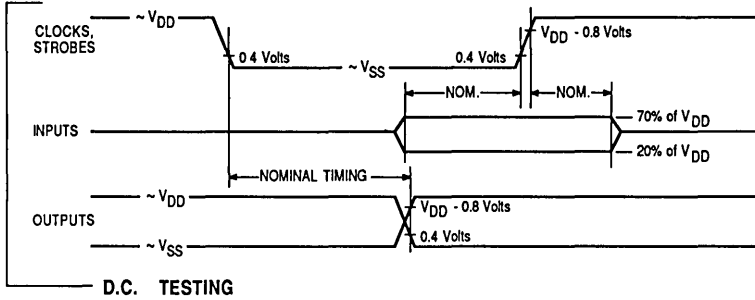 CLOCKS, STROBES
~ VDD
0 4 Volts
~ VSS
0.4 Volts
VDD - 0.8 Volts
NOM.
NOM.
INPUTS
70% of VDD
20% of VDD
NOMINAL TIMING
OUTPUTS
~ VDD
VDD - 0.8 Volts
0.4 Volts
~ VSS
D.C. TESTING